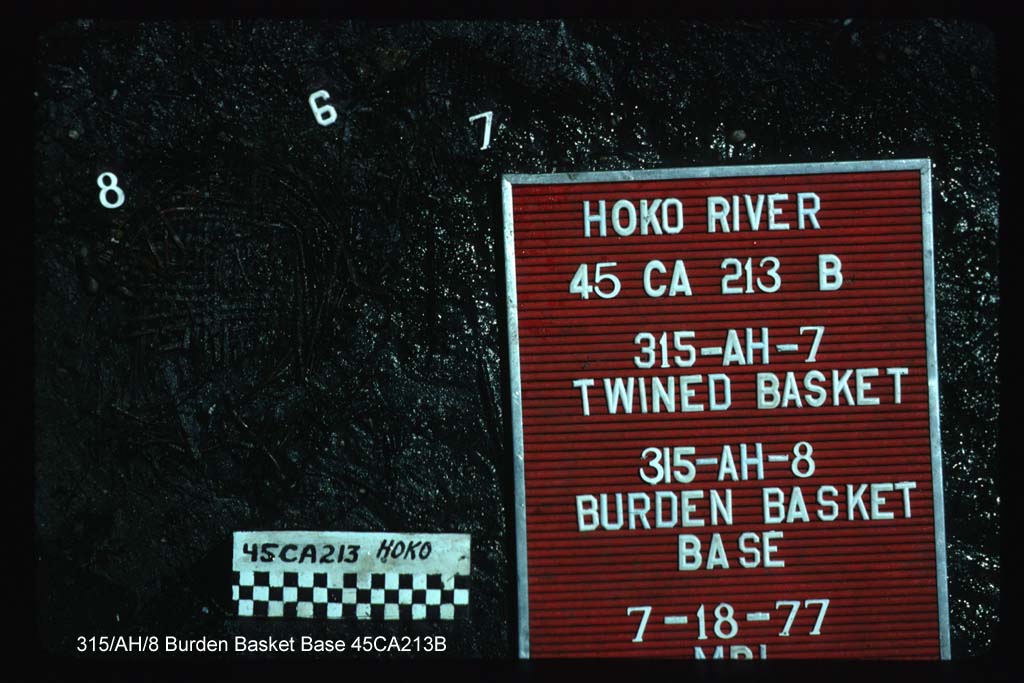 6
7
8
HOKO RIVER
45 CA 213 B
315-AH-7
TWINED BASKET
315-AH-8
BURDEN BASKET
BASE
7-18-77
45CA213 HOKO
315/AH/8 Burden Basket Base 45CA213B